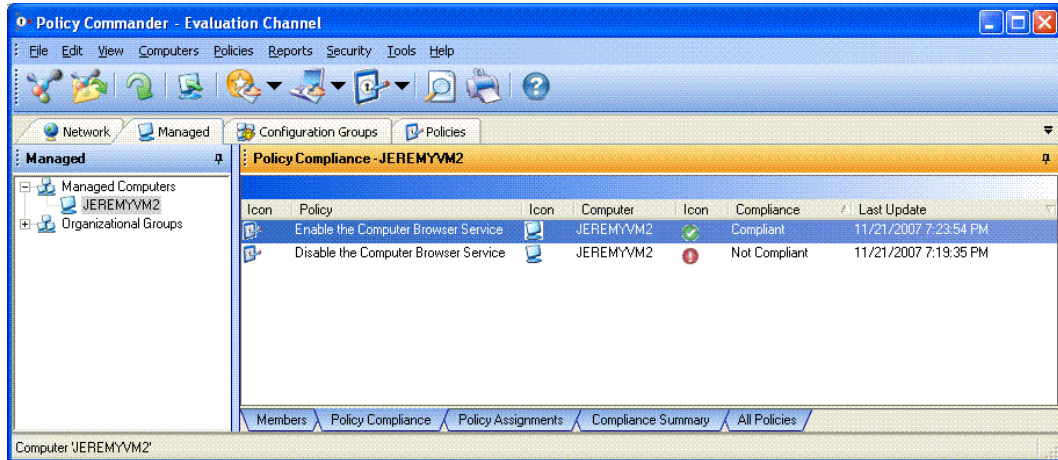 Policy Commander - Evaluation Channel
File Edit View Computers Policies Reports Security Tools Help
Network Managed Configuration Groups Policies
Managed
Policy Compliance - JEREMYVM2
Managed Computers
JEREMYVM2
Organizational Groups
Icon Policy Icon Computer Icon Compliance Last Update
Enable the Computer Browser Service JEREMYVM2 Compliant 11/21/2007 7:23:54 PM
Disable the Computer Browser Service JEREMYVM2 Not Compliant 11/21/2007 7:19:35 PM
Members Policy Compliance Policy Assignments Compliance Summary All Policies
Computer 'JEREMYVM2'